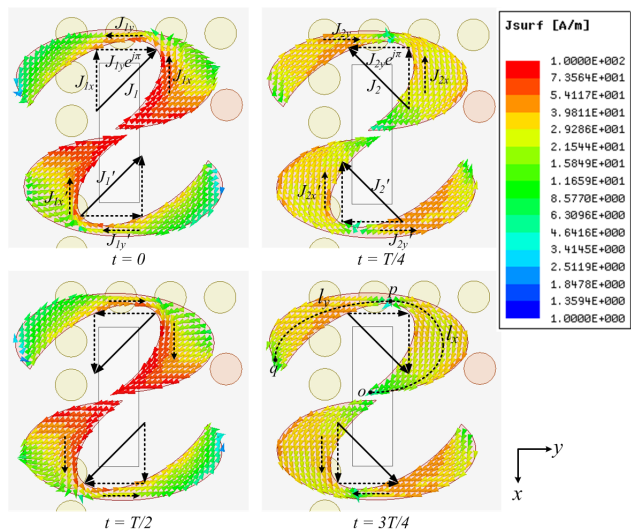 J1y
J1yejπ
J1x
J1
J1x
J1'
J1x'
J1y'
t = 0
J2y
J2yejπ
J2
J2x
J2x'
J2'
J2y'
t = T/4
Jsurf [A/m]
1.0000E+002
7.3564E+001
5.4117E+001
3.9811E+001
2.9286E+001
2.1544E+001
1.5849E+001
1.1659E+001
8.5770E+000
6.3096E+000
4.6416E+000
3.4145E+000
2.5119E+000
1.8478E+000
1.3594E+000
1.0000E+000
t = T/2
ly
p
lx
q
o
t = 3T/4
y
x